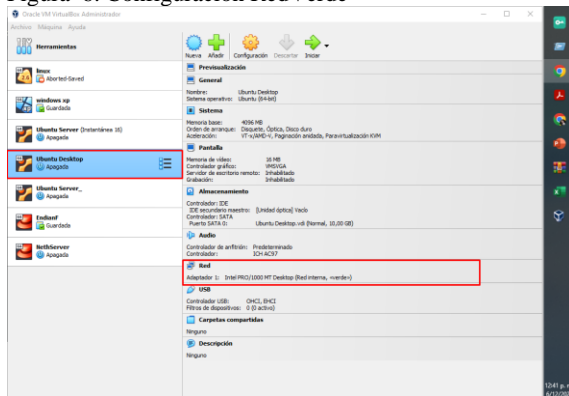 Figura 8. Configuración Red verde
Oracle VM VirtualBox Administrador
Archivo Máquina Ayuda
Herramientas
Nueva Añadir Configuración Descartar Iniciar
linux
Aborted-Saved
windows xp
Guardada
Ubuntu Server (Instantánea 18)
Apagada
Ubuntu Desktop
Apagada
Ubuntu Server_
Apagada
Endianf
Guardada
NethServer
Apagada
Previsualización
General
Nombre: Ubuntu Desktop
Sistema operativo: Ubuntu (64-bit)
Sistema
Memoria base: 4096 MB
Orden de arranque: Disquete, Óptica, Disco duro
Aceleración: VT-x/AMD-V, Paginación anidada, Paravirtualización KVM
Pantalla
Memoria de vídeo: 16 MB
Controlador gráfico: VMSVGA
Servidor de escritorio remoto: Inhabilitado
Grabación: Inhabilitado
Almacenamiento
Controlador: IDE
IDE secundario maestro: [Unidad óptica] Vacío
Controlador: SATA
Puerto SATA 0: Ubuntu Desktop.vdi (Normal, 10,00 GB)
Audio
Controlador de anfitrión: Predeterminado
Controlador: ICH AC97
Red
Adaptador 1: Intel PRO/1000 MT Desktop (Red interna, «verde»)
USB
Controlador USB: OHCI, EHCI
Filtros de dispositivos: 0 (0 activo)
Carpetas compartidas
Ninguno
Descripción
Ninguno
12:41 p.
6/12/20